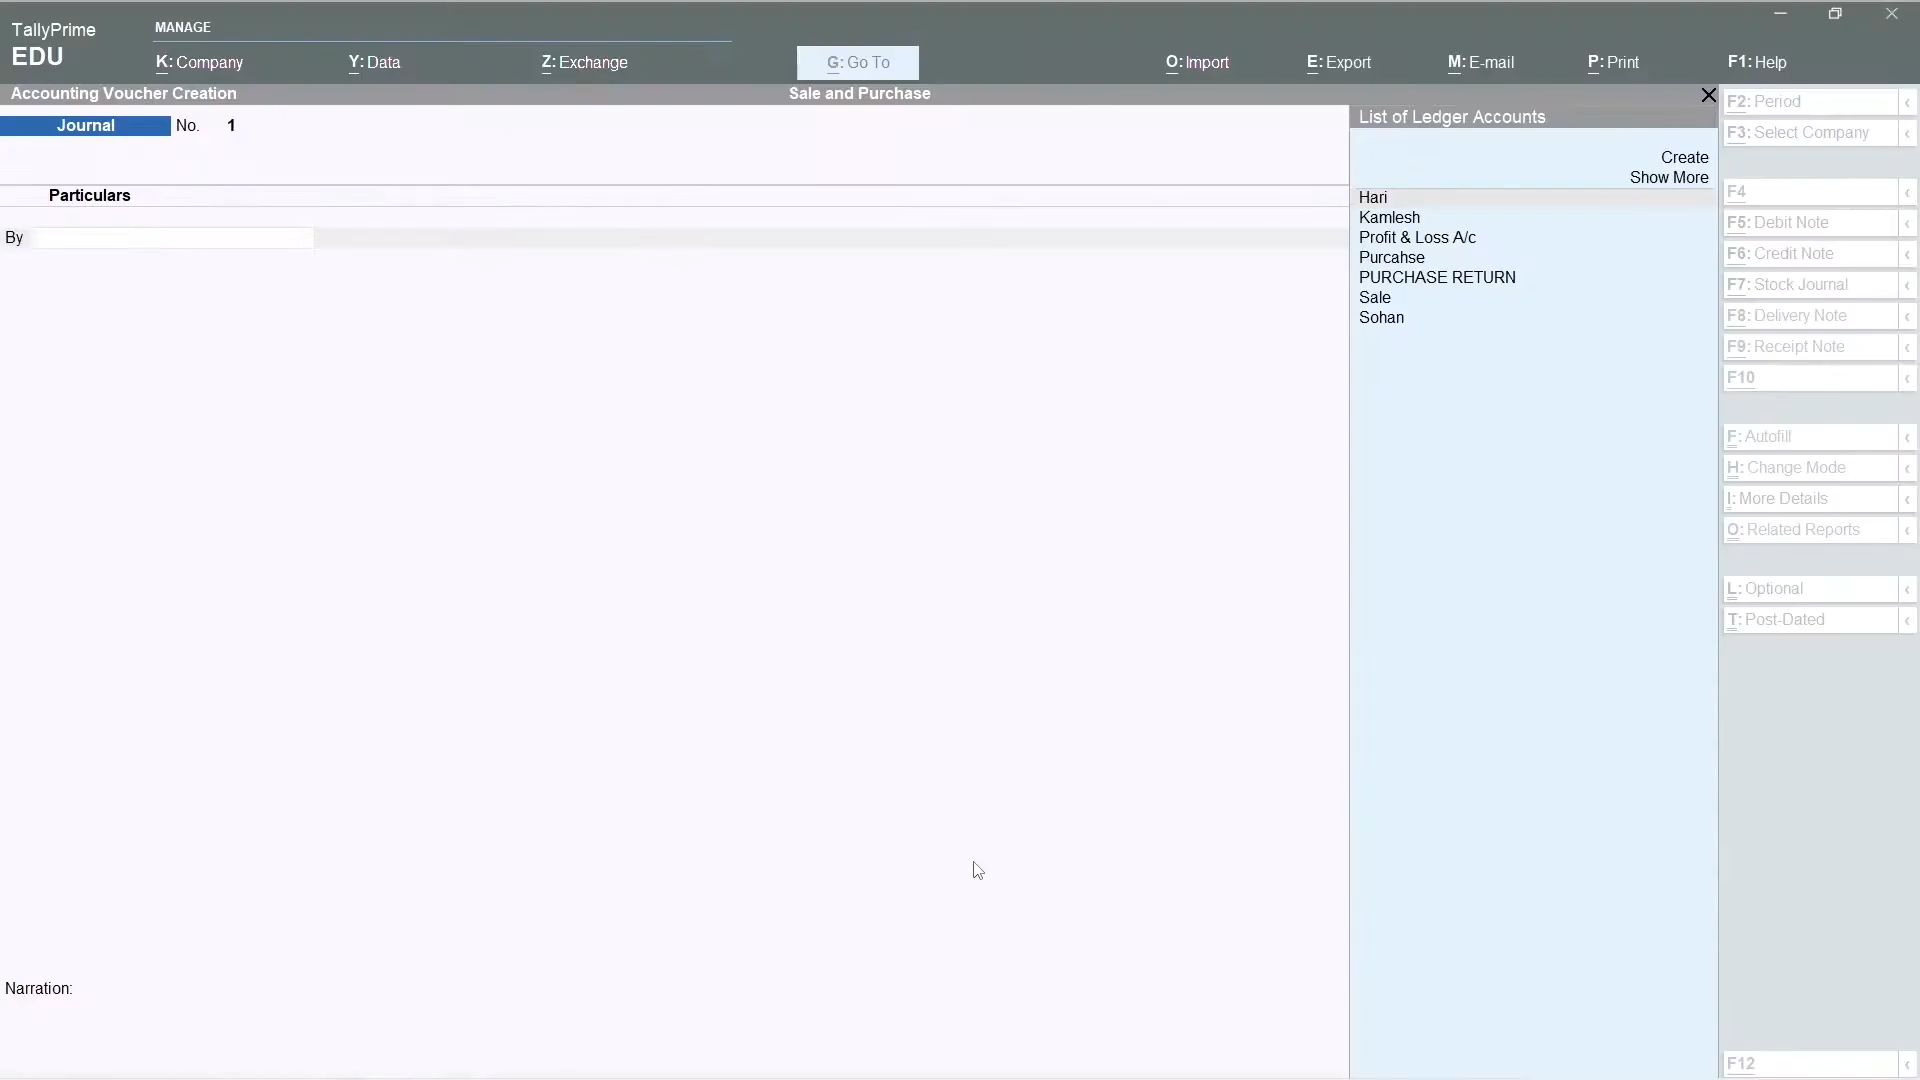 TallyPrime
EDU
MANAGE
K: Company
Y: Data
Z: Exchange
G: Go To
O: Import
E: Export
M: E-mail
P: Print
F1: Help
Accounting Voucher Creation
Sale and Purchase
Journal No. 1
Particulars
By
Narration:
List of Ledger Accounts
Create
Show More
Hari
Kamlesh
Profit & Loss A/c
Purcahse
PURCHASE RETURN
Sale
Sohan
F2: Period
F3: Select Company
F4
F5: Debit Note
F6: Credit Note
F7: Stock Journal
F8: Delivery Note
F9: Receipt Note
F10
F: Autofill
H: Change Mode
I: More Details
O: Related Reports
L: Optional
T: Post-Dated
F12